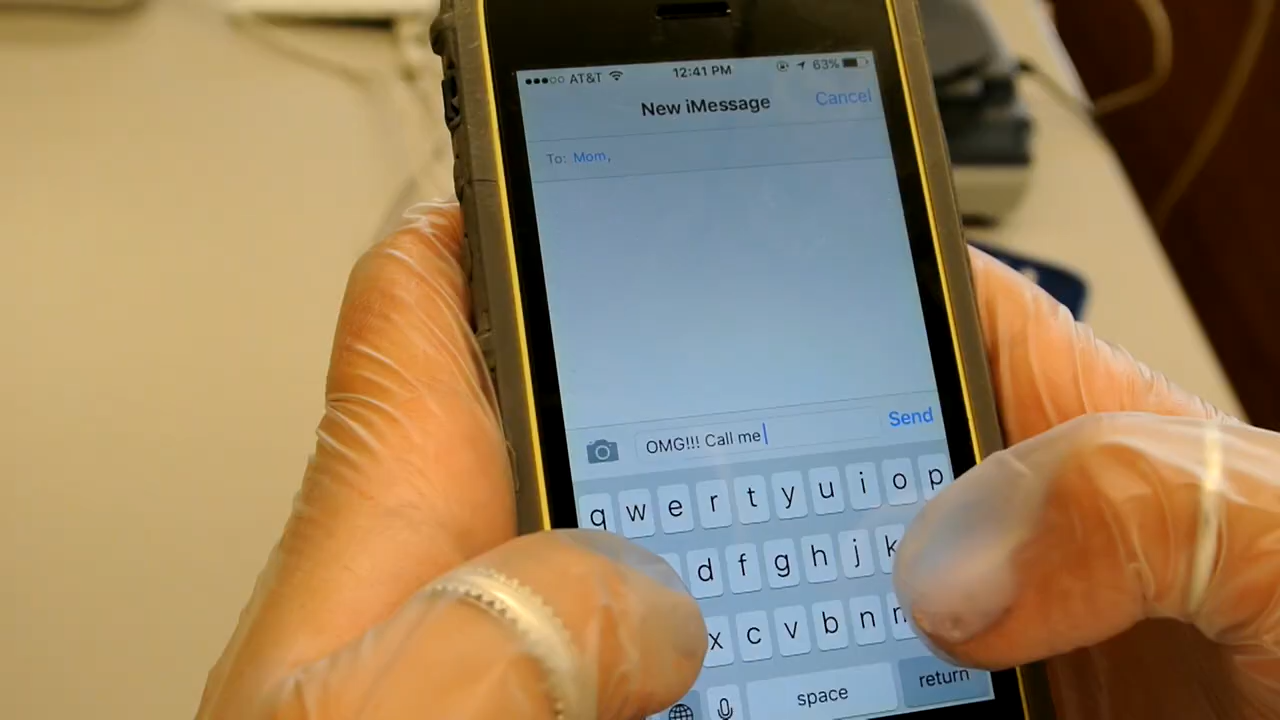 AT&T 12:41 PM 63%
New iMessage Cancel
To: Mom,
OMG!!! Call me Send
q w e r t y u i o p
d f g h j k
x c v b n
space return